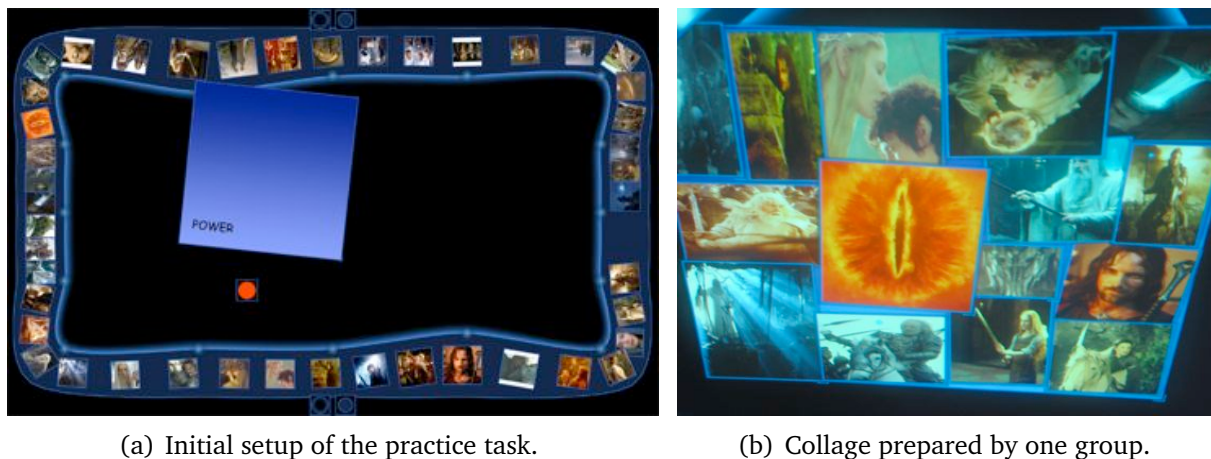 POWER
(a) Initial setup of the practice task.
(b) Collage prepared by one group.